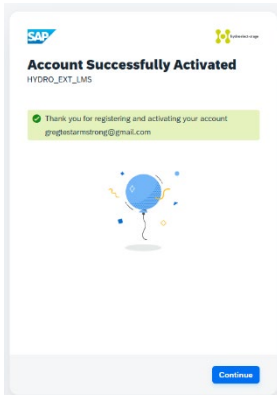 SAP
Account Successfully Activated
HYDRO_EXT_LMS
Thank you for registering and activating your account
gregtestarmstrong@gmail.com
Continue